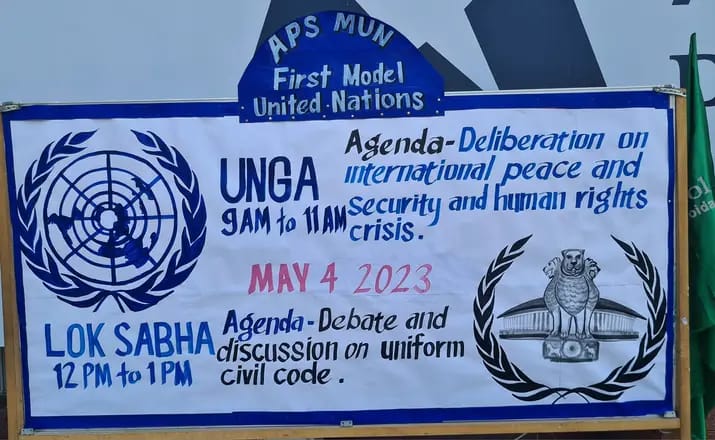 APS MUN
First Model
United Nations
UNGA
9AM to 11AM
Agenda-Deliberation on
international peace and
security and human rights
crisis.
MAY 4 2023
LOK SABHA
12 PM to 1 PM
Agenda-Debate and
discussion on uniform
civil code.